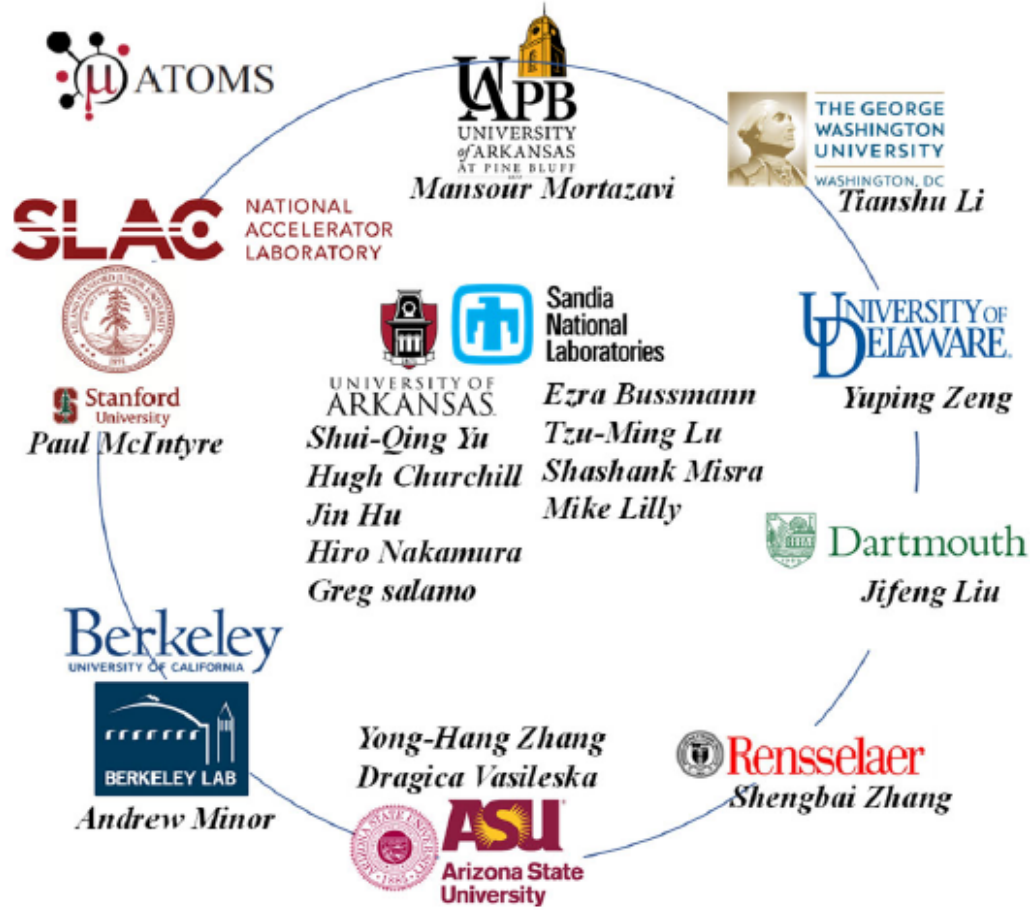 μATOMS
UAPB
UNIVERSITY
of ARKANSAS
AT PINE BLUFF
Mansour Mortazavi
THE GEORGE
WASHINGTON
UNIVERSITY
WASHINGTON, DC
Tianshu Li
SLAC NATIONAL
ACCELERATOR
LABORATORY
Stanford
University
Paul McIntyre
UNIVERSITY OF
ARKANSAS
Shui-Qing Yu
Hugh Churchill
Jin Hu
Hiro Nakamura
Greg salamo
Sandia
National
Laboratories
Ezra Bussmann
Tzu-Ming Lu
Shashank Misra
Mike Lilly
UNIVERSITY OF
DELAWARE.
Yuping Zeng
Dartmouth
Jifeng Liu
Berkeley
UNIVERSITY OF CALIFORNIA
BERKELEY LAB
Andrew Minor
Yong-Hang Zhang
Dragica Vasileska
ASU
Arizona State
University
Rensselaer
Shengbai Zhang